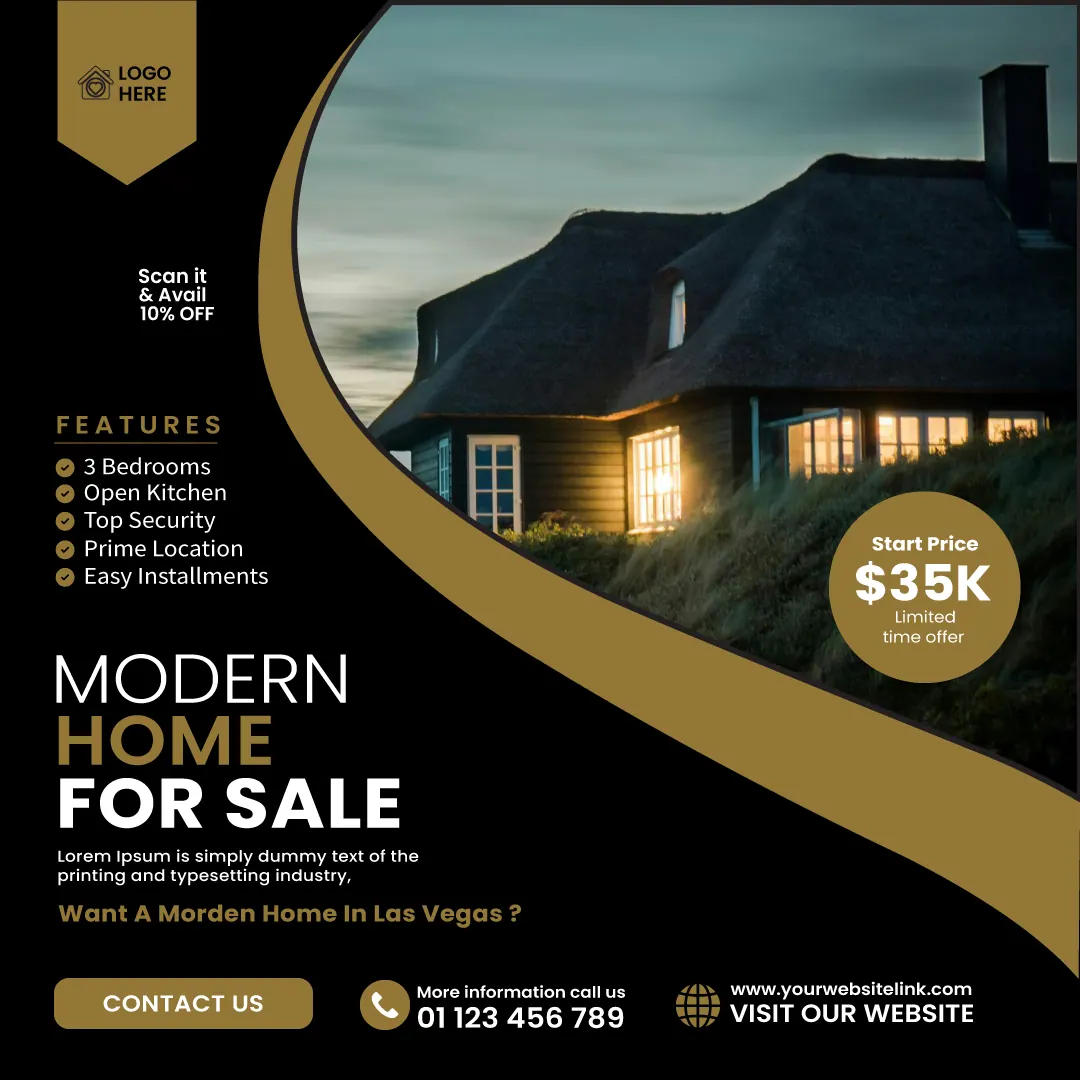 LOGO
HERE
Scan it
& Avail
10% OFF
FEATURES
3 Bedrooms
Open Kitchen
Top Security
Prime Location
Easy Installments
Start Price
$35K
Limited
time offer
MODERN
HOME
FOR SALE
Lorem Ipsum is simply dummy text of the
printing and typesetting industry,
Want A Morden Home In Las Vegas ?
CONTACT US
More information call us
01 123 456 789
www.yourwebsitelink.com
VISIT OUR WEBSITE